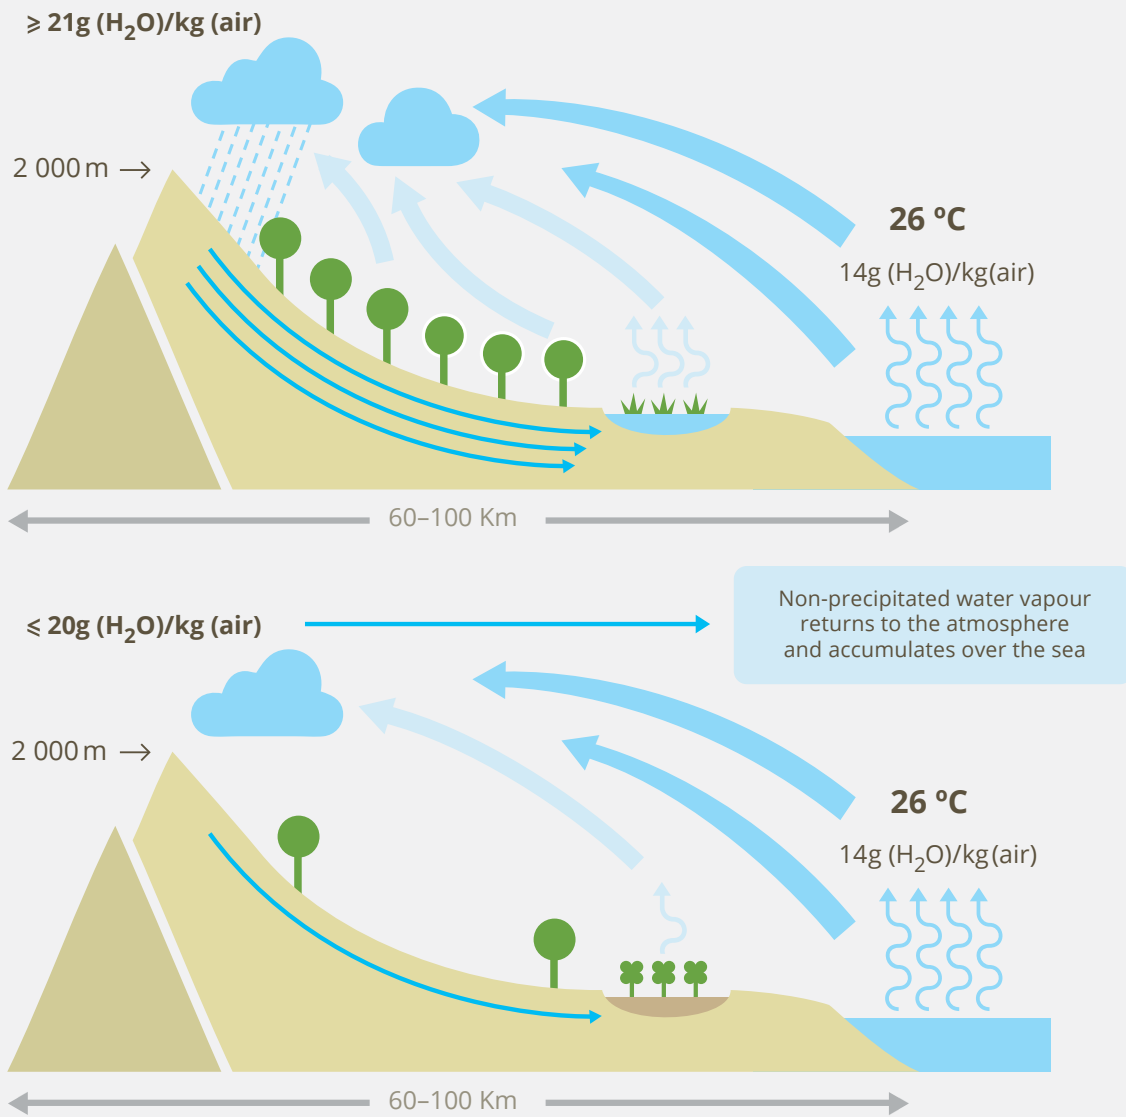 ⩾ 21g (H₂O)/kg (air)
2 000 m →
26 ºC
14g (H₂O)/kg(air)
60–100 Km
⩽ 20g (H₂O)/kg (air)
Non-precipitated water vapour
returns to the atmosphere
and accumulates over the sea
2 000 m →
26 ºC
14g (H₂O)/kg(air)
60–100 Km